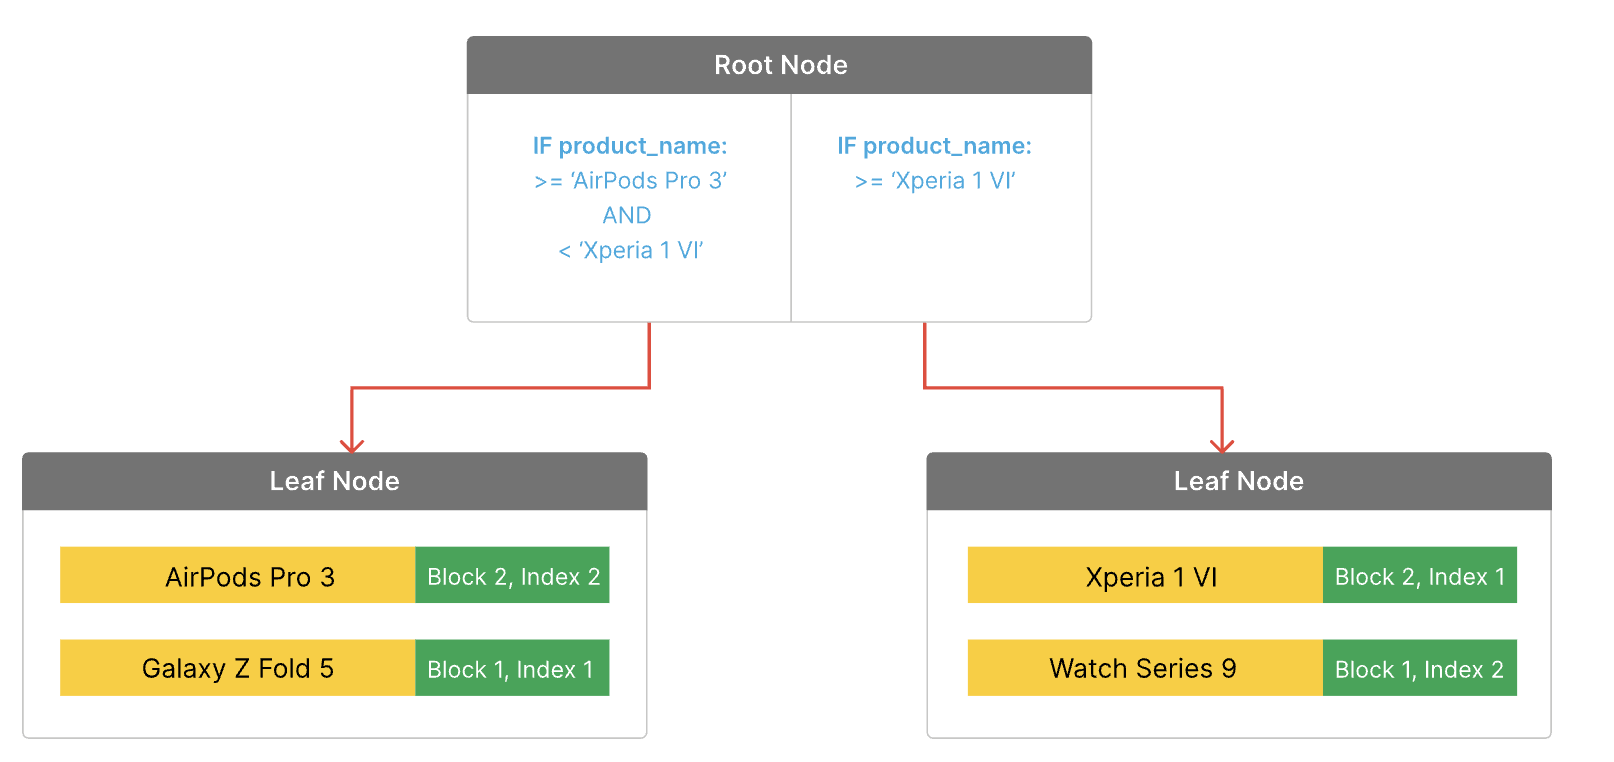 Root Node
IF product_name:
>= ‘AirPods Pro 3’
AND
< ‘Xperia 1 VI’
IF product_name:
>= ‘Xperia 1 VI’
Leaf Node
AirPods Pro 3
Block 2, Index 2
Galaxy Z Fold 5
Block 1, Index 1
Leaf Node
Xperia 1 VI
Block 2, Index 1
Watch Series 9
Block 1, Index 2